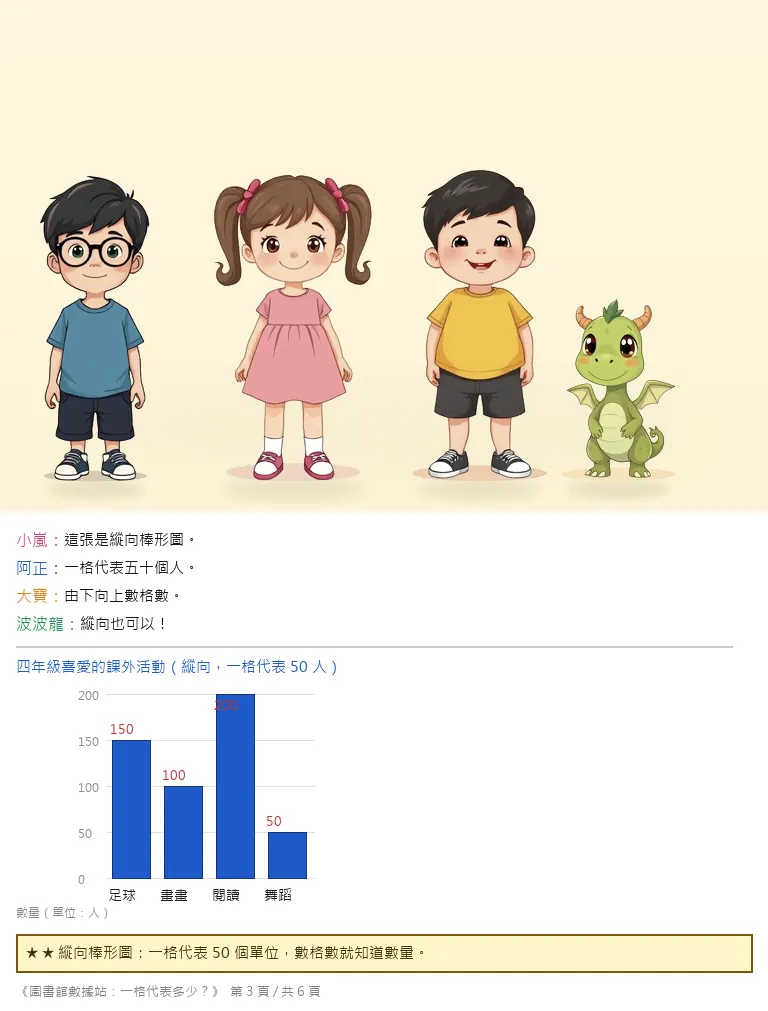 小嵐：這張是縱向棒形圖。
阿正：一格代表五十個人。
大寶：由下向上數格數。
波波龍：縱向也可以！
四年級喜愛的課外活動（縱向，一格代表 50 人）
200
150
100
50
0
150
100
200
50
足球 畫畫 閱讀 舞蹈
數量（單位：人）
★★縱向棒形圖：一格代表 50 個單位，數格數就知道數量。
《圖書館數據站：一格代表多少？》 第 3 頁 / 共 6 頁